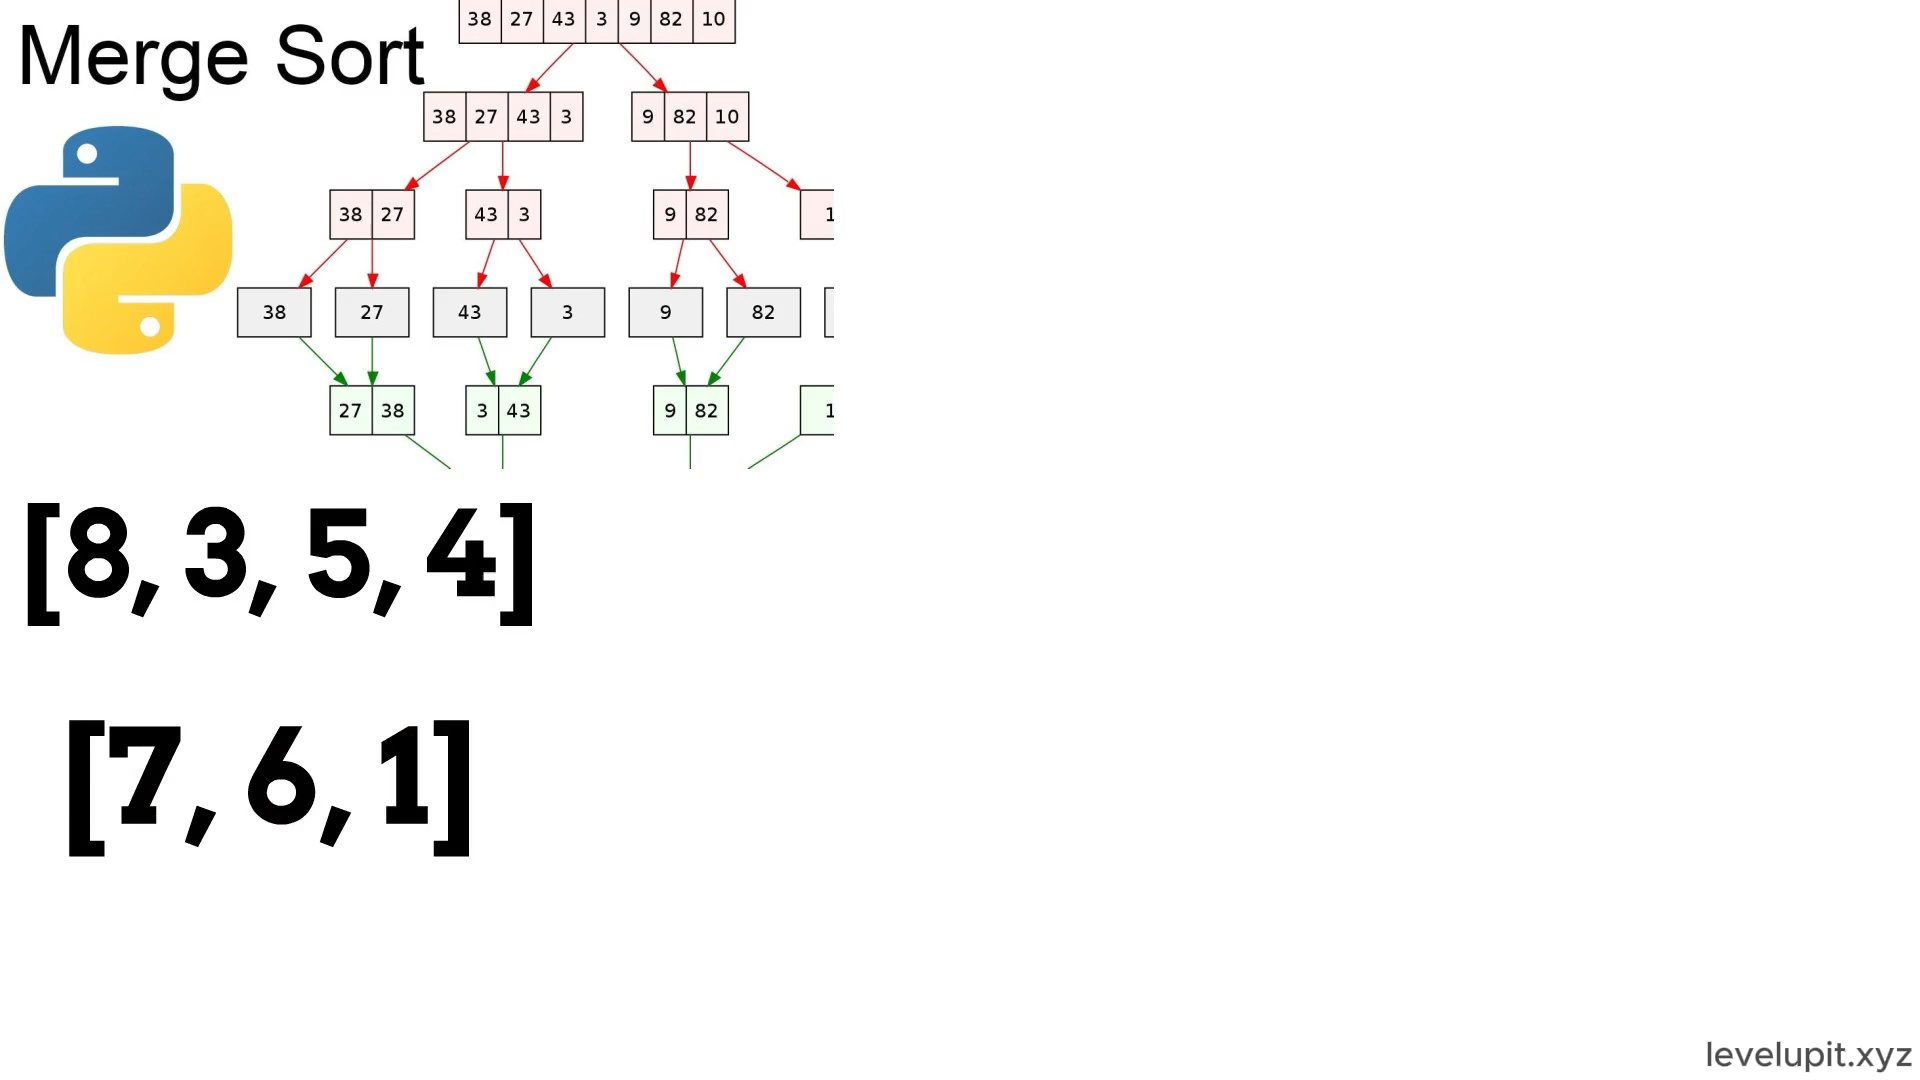 Merge Sort
38 27 43 3 9 82 10
38 27 43 3
9 82 10
38 27
43 3
9 82
1
38
27
43
3
9
82
27 38
3 43
9 82
1
[8, 3, 5, 4]
[7, 6, 1]
levelupit.xyz